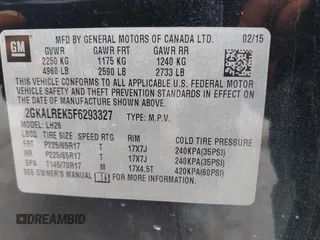 GM
MFD BY GENERAL MOTORS OF CANADA LTD. 02/15
GVWR GAWR FRT GAWR RR
2250 KG 1175 KG 1240 KG
4960 LB 2590 LB 2733 LB
THIS VEHICLE CONFORMS TO ALL APPLICABLE U.S. FEDERAL MOTOR VEHICLE SAFETY, BUMPER, AND THEFT PREVENTION STANDARDS IN EFFECT ON THE DATE OF MANUFACTURE SHOWN ABOVE.
2GKALREK5F6293327 TYPE: M.P.V.
MODEL: LH26
LBCQ TIRE SIZE SPEED RTG RIM COLD TIRE PRESSURE
FRT P225/65R17 T 17X7J 240KPA(35PSI)
RR P225/65R17 T 17X7J 240KPA(35PSI)
SPA T145/70R17 M 17X4.5T 420KPA(60PSI)
SEE OWNER'S MANUAL FOR ADDITIONAL INFORMATION
DREAMBID